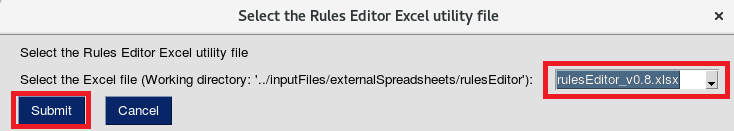 Select the Rules Editor Excel utility file
Select the Rules Editor Excel utility file
Select the Excel file (Working directory: '../inputFiles/externalSpreadsheets/rulesEditor'): rulesEditor_v0.8.xlsx
Submit Cancel